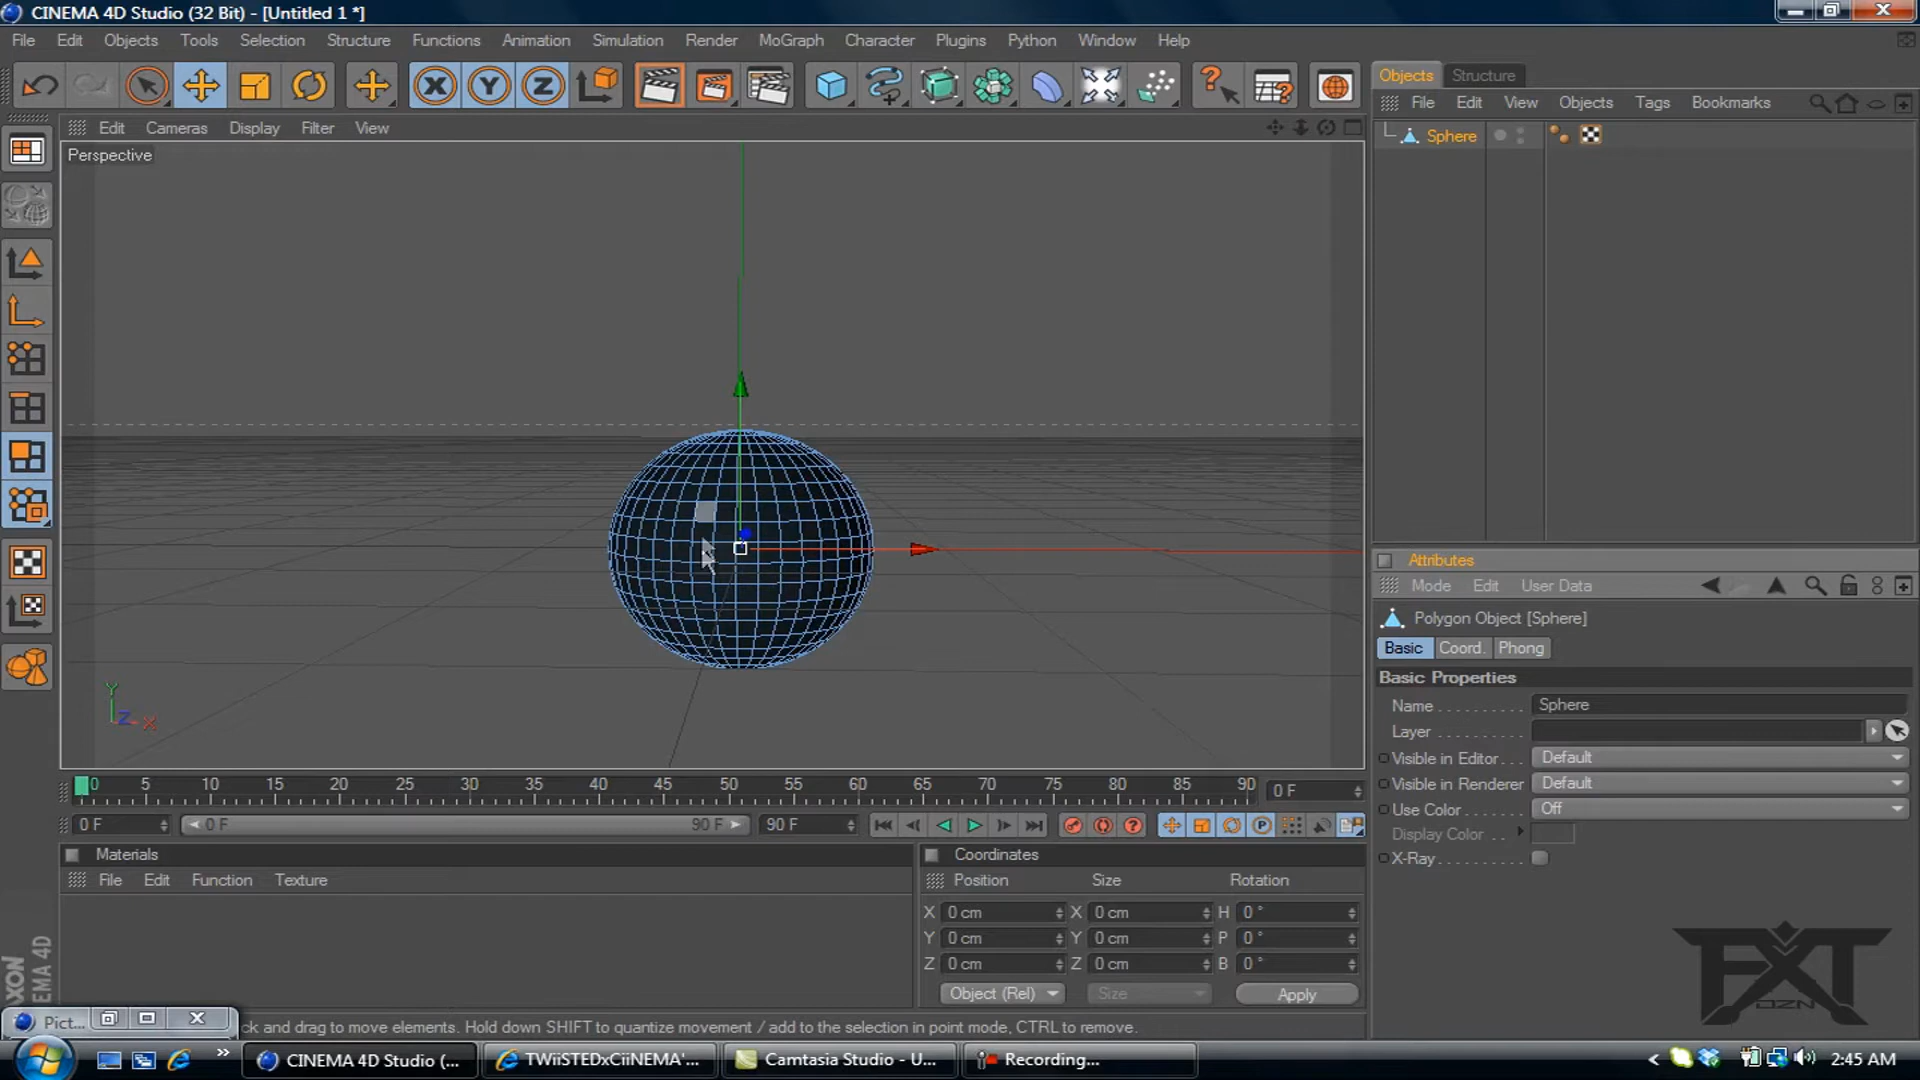 CINEMA 4D Studio (32 Bit) - [Untitled 1 *]
File Edit Objects Tools Selection Structure Functions Animation Simulation Render MoGraph Character Plugins Python Window Help
X Y Z
Objects Structure
File Edit View Objects Tags Bookmarks
Edit Cameras Display Filter View
Sphere
Perspective
Attributes
Mode Edit User Data
Polygon Object [Sphere]
Basic Coord. Phong
Basic Properties
Name Sphere
Layer
Visible in Editor Default
Visible in Renderer Default
Use Color Off
Display Color
X-Ray
Y
Z X
0 5 10 15 20 25 30 35 40 45 50 55 60 65 70 75 80 85 90 0 F
0 F 0 F 90 F 90 F
Materials
File Edit Function Texture
Coordinates
Position Size Rotation
X 0 cm X 0 cm H 0 °
Y 0 cm Y 0 cm P 0 °
Z 0 cm Z 0 cm B 0 °
Object (Rel) Size Apply
AXON
EMA 4D
FXT
DZN
Pict...
ck and drag to move elements. Hold down SHIFT to quantize movement / add to the selection in point mode, CTRL to remove.
CINEMA 4D Studio (... TWiiSTEDxCiiNEMA'... Camtasia Studio - U... Recording... 2:45 AM